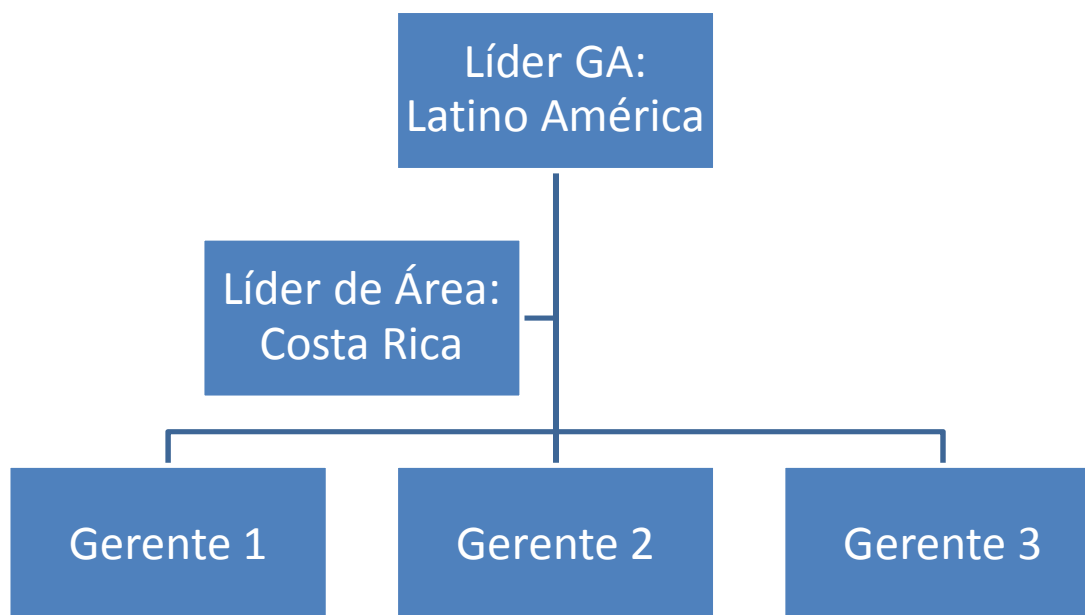 Líder GA:
Latino América
Líder de Área:
Costa Rica
Gerente 1
Gerente 2
Gerente 3